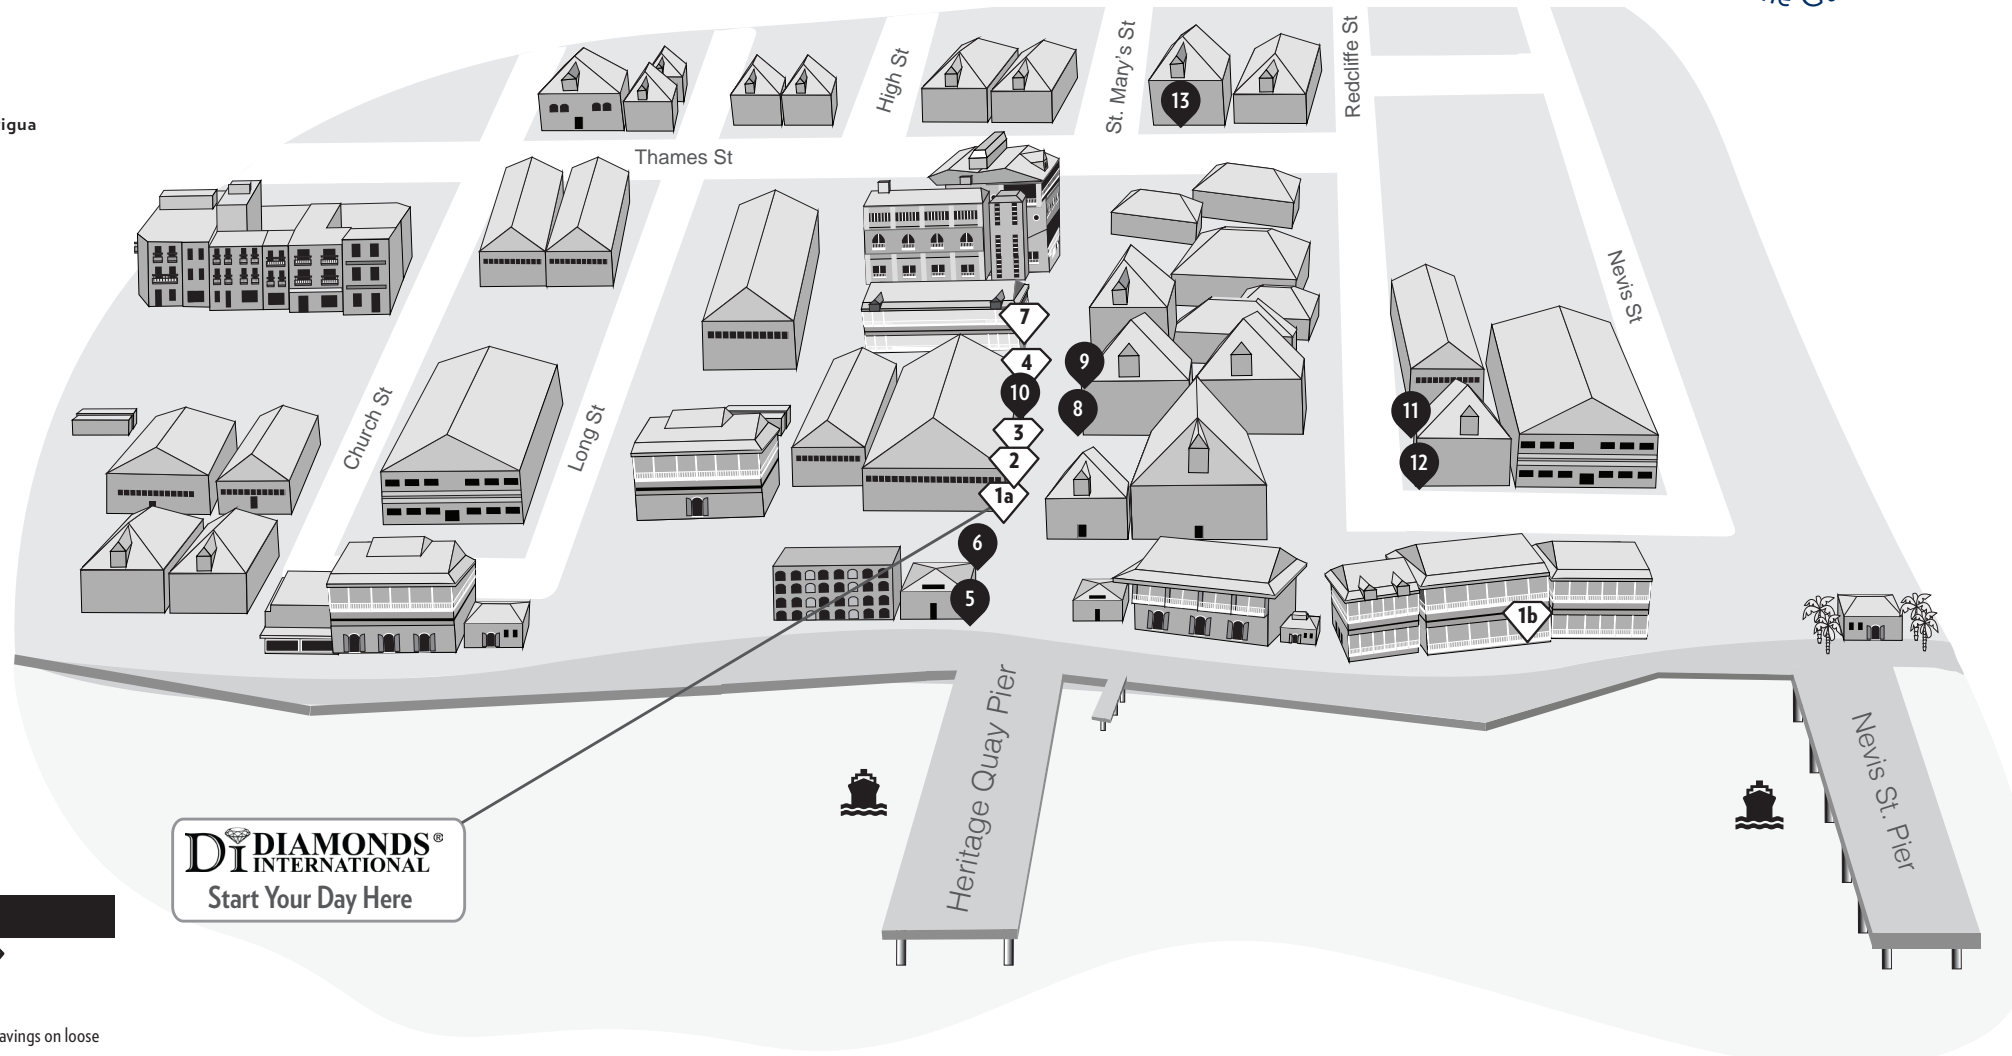 High St
St. Mary's St
Redcliffe St
13
Thames St
Nevis St
7
4
9
10
8
3
2
1a
11
12
Church St
Long St
6
5
1b
Heritage Quay Pier
Nevis St. Pier
Di DIAMONDS®
INTERNATIONAL
Start Your Day Here
avings on loose